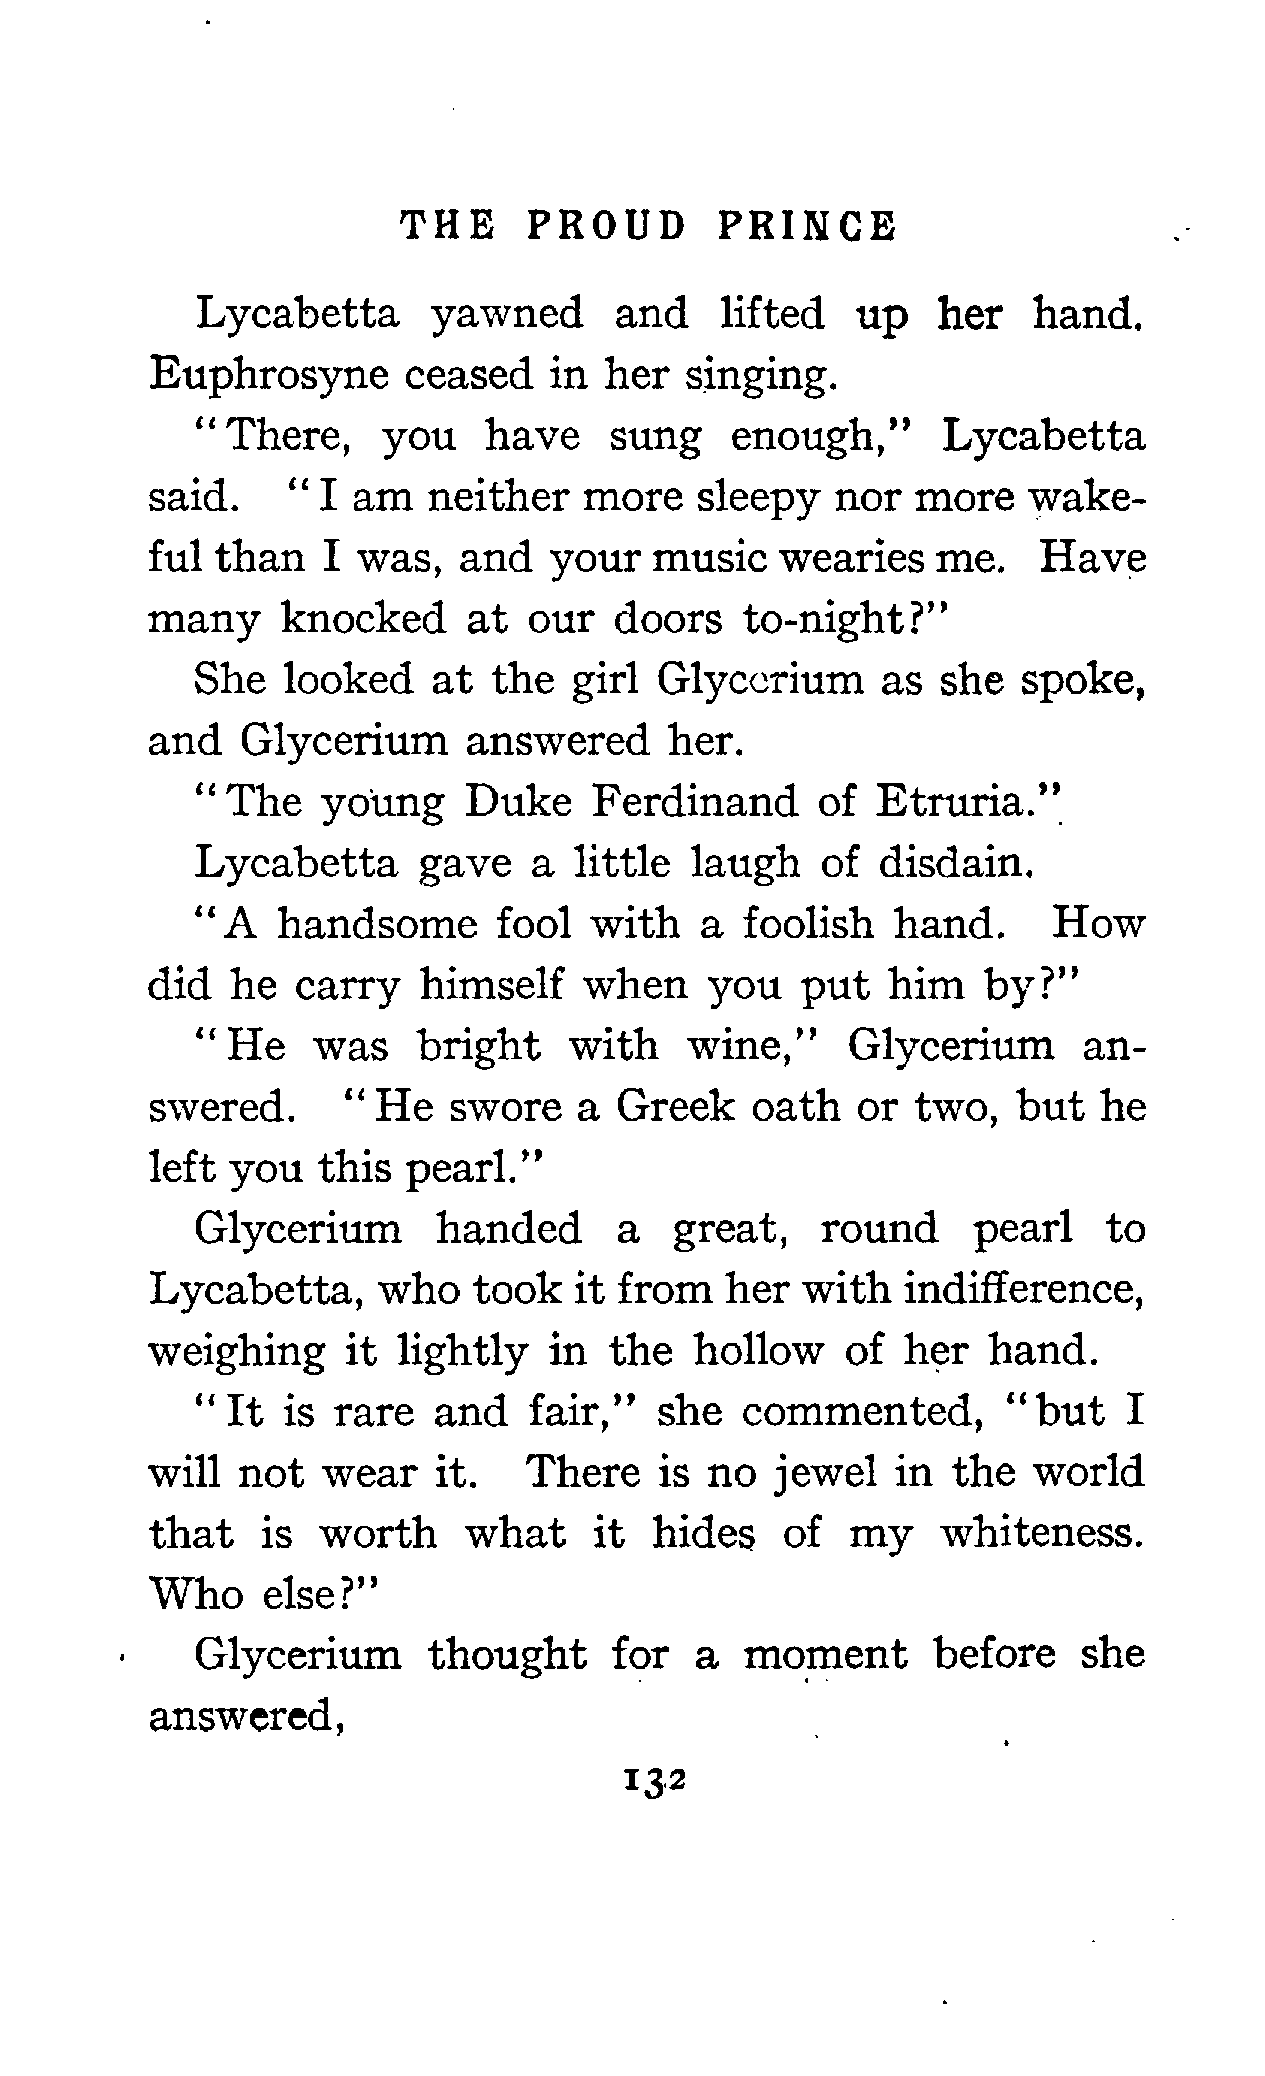 THE PROUD PRINCE
Lycabetta yawned and lifted up her hand.
Euphrosyne ceased in her singing.
"There, you have sung enough," Lycabetta
said. "I am neither more sleepy nor more wake-
ful than I was, and your music wearies me. Have
many knocked at our doors to-night?"
She looked at the girl Glycerium as she spoke,
and Glycerium answered her.
"The young Duke Ferdinand of Etruria."
Lycabetta gave a little laugh of disdain.
"A handsome fool with a foolish hand. How
did he carry himself when you put him by?"
"He was bright with wine," Glycerium an-
swered. "He swore a Greek oath or two, but he
left you this pearl."
Glycerium handed a great, round pearl to
Lycabetta, who took it from her with indifference,
weighing it lightly in the hollow of her hand.
"It is rare and fair," she commented, "but I
will not wear it. There is no jewel in the world
that is worth what it hides of my whiteness.
Who else?"
Glycerium thought for a moment before she
answered,
132